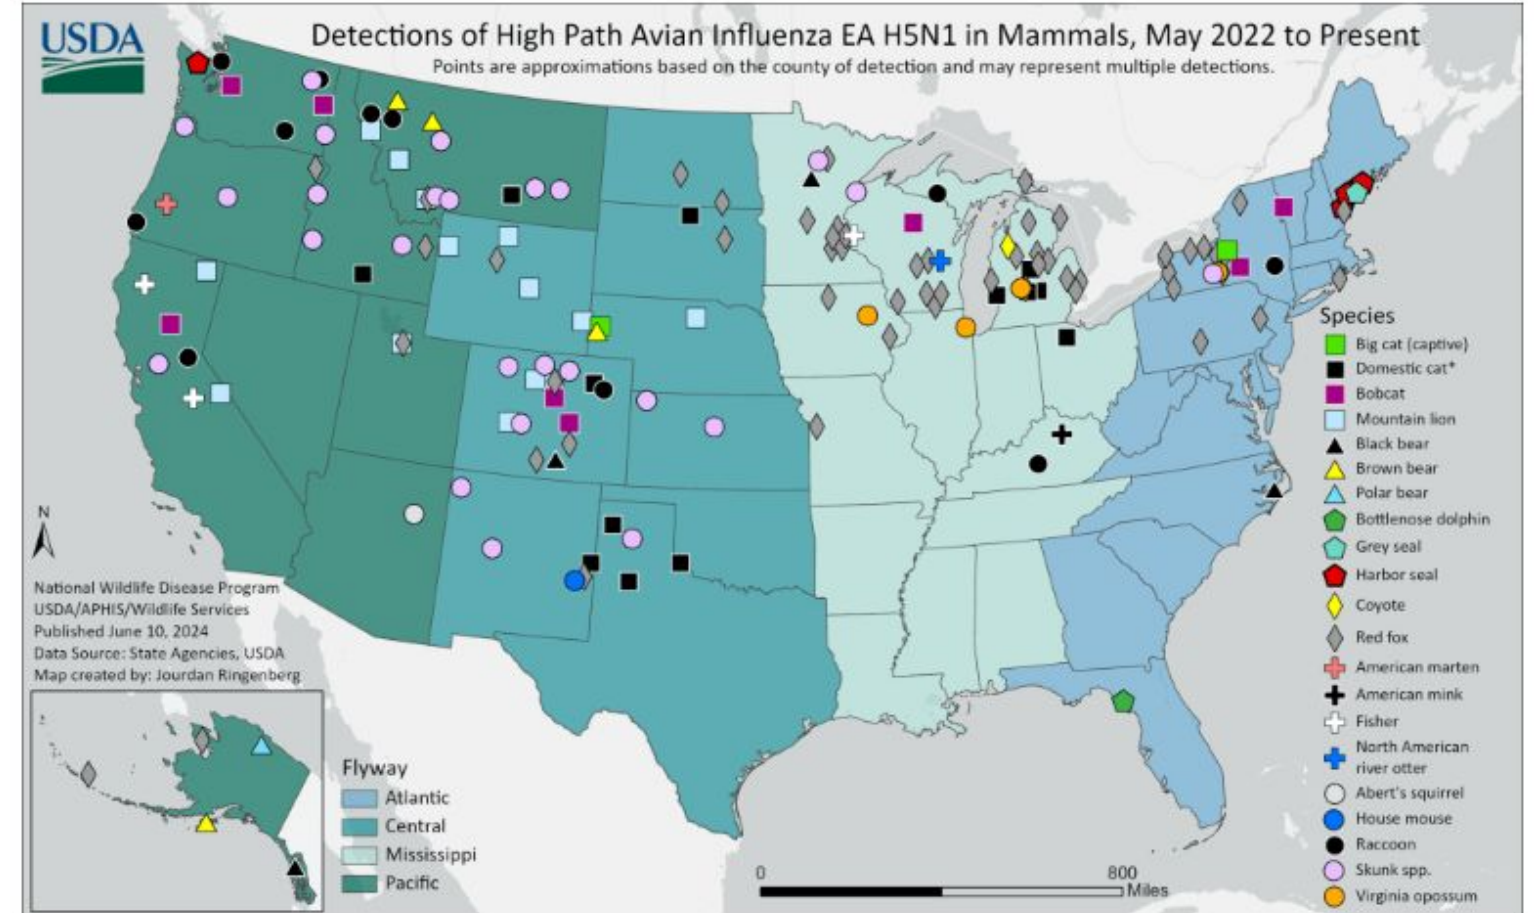 USDA
Detections of High Path Avian Influenza EA H5N1 in Mammals, May 2022 to Present
Points are approximations based on the county of detection and may represent multiple detections.
N
National Wildlife Disease Program
USDA/APHIS/Wildlife Services
Published June 10, 2024
Data Source: State Agencies, USDA
Map created by: Jourdan Ringenberg
Flyway
Atlantic
Central
Mississippi
Pacific
0
800
Miles
Species
Big cat (captive)
Domestic cat*
Bobcat
Mountain lion
Black bear
Brown bear
Polar bear
Bottlenose dolphin
Grey seal
Harbor seal
Coyote
Red fox
American marten
American mink
Fisher
North American
river otter
Abert's squirrel
House mouse
Raccoon
Skunk spp.
Virginia opossum